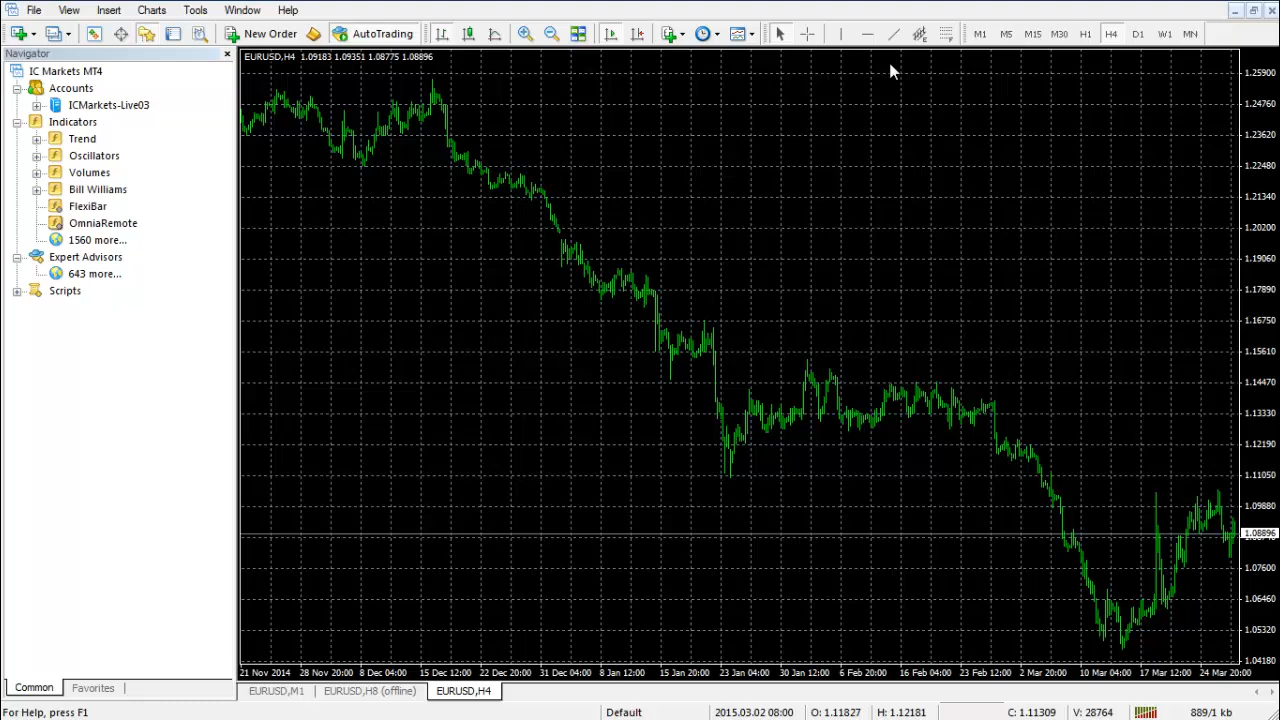 File View Insert Charts Tools Window Help
New Order AutoTrading M1 M5 M15 M30 H1 H4 D1 W1 MN
Navigator
IC Markets MT4
Accounts
ICMarkets-Live03
Indicators
Trend
Oscillators
Volumes
Bill Williams
FlexiBar
OmniaRemote
1560 more...
Expert Advisors
643 more...
Scripts
Common Favorites
EURUSD,H4 1.09183 1.09351 1.08775 1.08896
1.25900
1.24760
1.23620
1.22480
1.21340
1.20200
1.19060
1.17890
1.16750
1.15610
1.14470
1.13330
1.12190
1.11050
1.09880
1.08896
1.07600
1.06460
1.05320
1.04180
21 Nov 2014 28 Nov 20:00 8 Dec 04:00 15 Dec 12:00 22 Dec 20:00 31 Dec 04:00 8 Jan 12:00 15 Jan 20:00 23 Jan 04:00 30 Jan 12:00 6 Feb 20:00 16 Feb 04:00 23 Feb 12:00 2 Mar 20:00 10 Mar 04:00 17 Mar 12:00 24 Mar 20:00
EURUSD,M1 EURUSD,H8 (offline) EURUSD,H4
For Help, press F1 Default 2015.03.02 08:00 O: 1.11827 H: 1.12181 C: 1.11309 V: 28764 889/1 kb